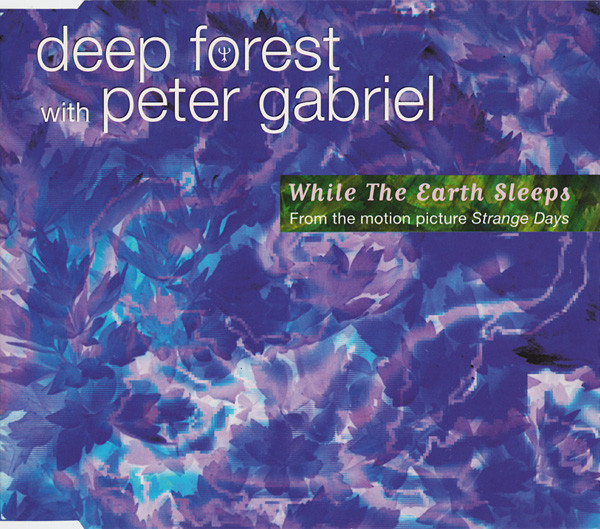 deep forest
with peter gabriel
While The Earth Sleeps
From the motion picture Strange Days